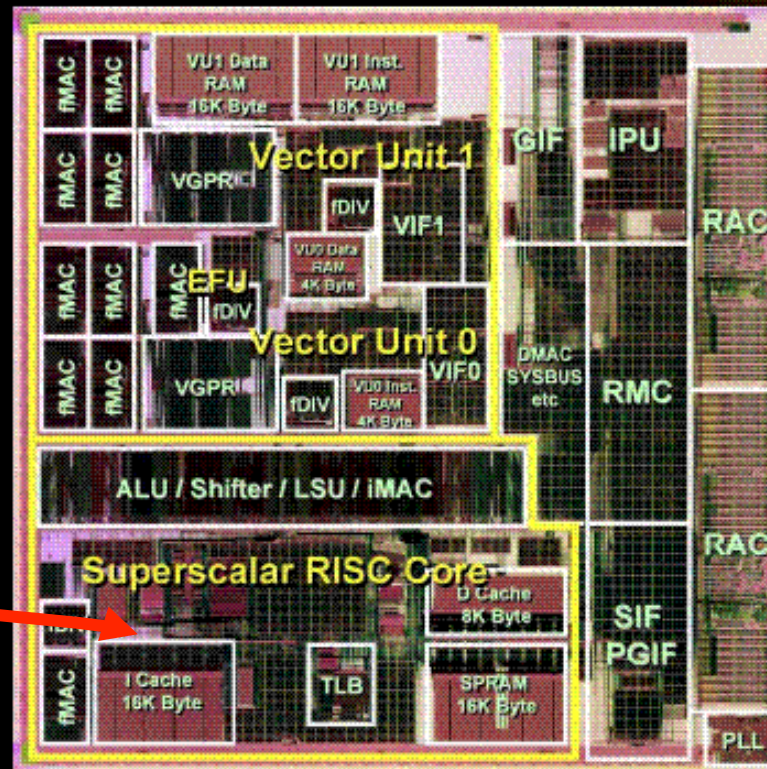 fMAC
fMAC
VU1 Data
RAM
16K Byte
VU1 Inst.
RAM
16K Byte
GIF
IPU
RAC
fMAC
fMAC
VGPR
Vector Unit 1
fDIV
VIF1
VU0 Data
RAM
4K Byte
fMAC
fMAC
fMAC
EFU
fDIV
Vector Unit 0
fMAC
fMAC
VGPR
fDIV
VU0 Inst.
RAM
4K Byte
VIF0
DMAC
SYSBUS
etc
RMC
ALU / Shifter / LSU / iMAC
Superscalar RISC Core
D Cache
8K Byte
RAC
SIF
PGIF
fMAC
I Cache
16K Byte
TLB
SPRAM
16K Byte
PLL